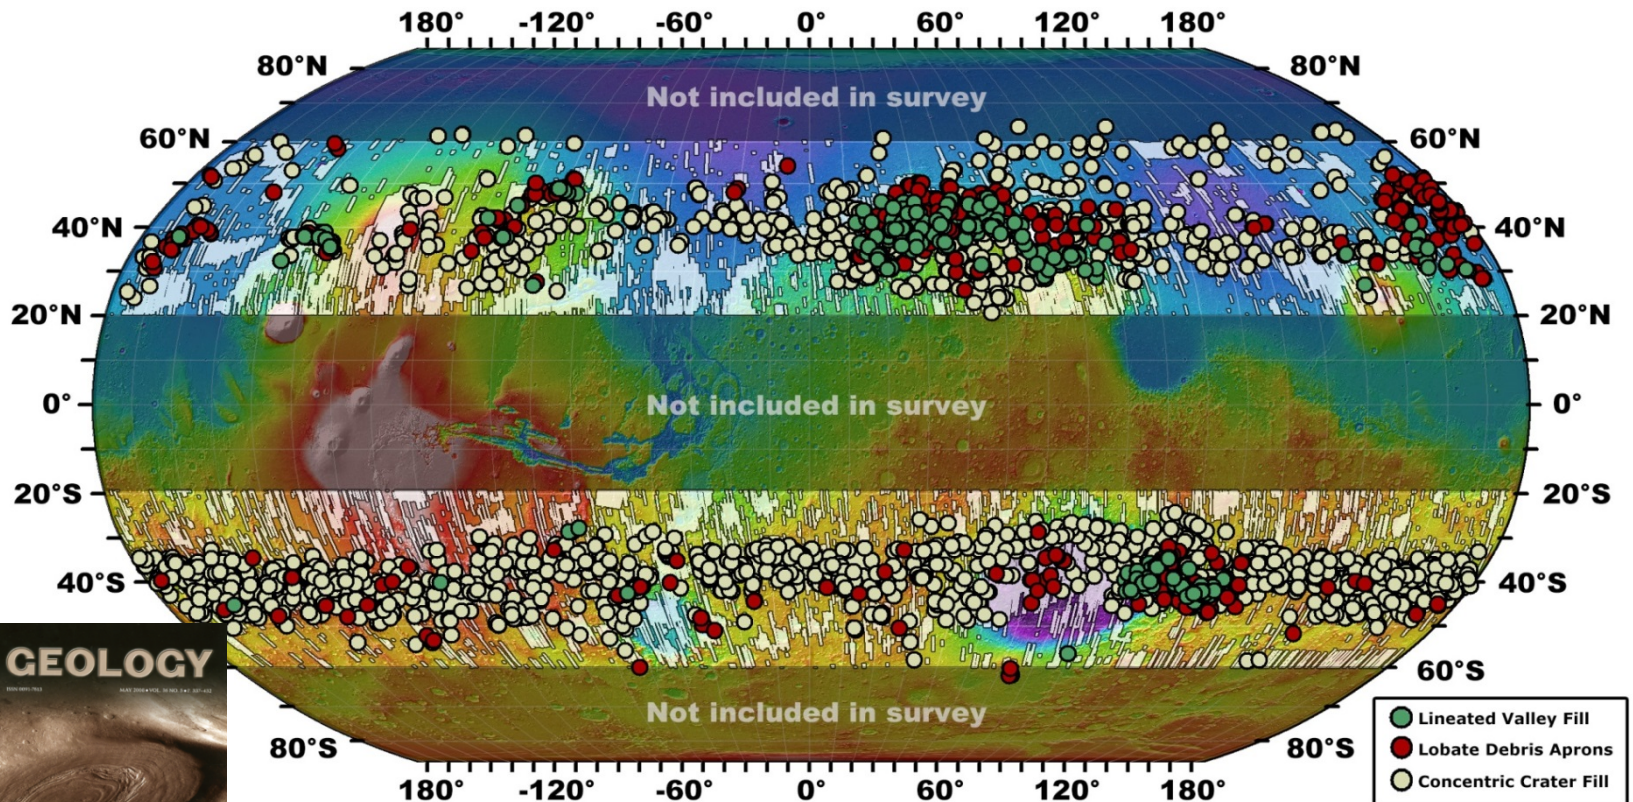 180° -120° -60° 0° 60° 120° 180°
80°N 80°N
Not included in survey
60°N 60°N
40°N 40°N
20°N 20°N
0° Not included in survey 0°
20°S 20°S
40°S 40°S
60°S
GEOLOGY
Not included in survey
Lineated Valley Fill
80°S 80°S
Lobate Debris Aprons
Concentric Crater Fill
180° -120° -60° 0° 60° 120° 180°